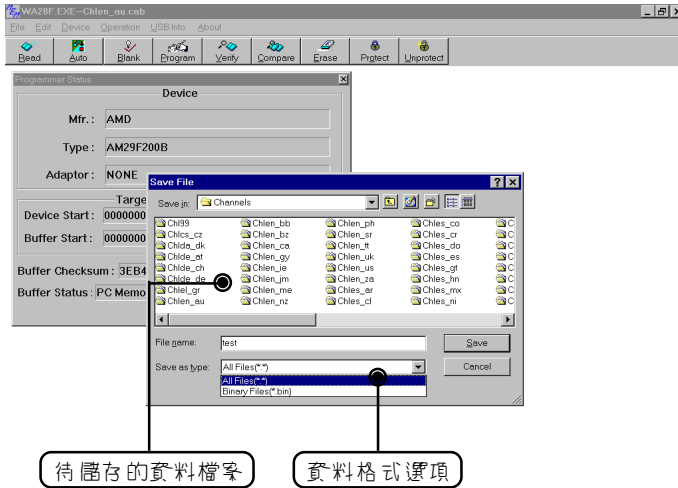 WA28F.EXE--Chlen_au.cab
File Edit Device Operation USB Info About
Read Auto Blank Program Verify Compare Erase Protect Unprotect
Programmer Status
Device
Mfr. : AMD
Type : AM29F200B
Adaptor : NONE
Targe
Device Start : 0000000
Buffer Start : 0000000
Buffer Checksum : 3EB4
Buffer Status : PC Memo
Save File
Save in: Channels
Chl99 Chlen_bb Chlen_ph Chles_co C
Chlcs_cz Chlen_bz Chlen_sr Chles_cr C
Chlda_dk Chlen_ca Chlen_tt Chles_do C
Chlde_at Chlen_gy Chlen_uk Chles_es C
Chlde_ch Chlen_ie Chlen_us Chles_gt C
Chlde_de Chlen_jm Chlen_za Chles_hn C
Chlel_gr Chlen_me Chles_ar Chles_mx C
Chlen_au Chlen_nz Chles_cl Chles_ni C
File name: test Save
Save as type: All Files(*.*) Cancel
All Files(*.*)
Binary Files(*.bin)
待儲存的資料檔案 資料格式選項